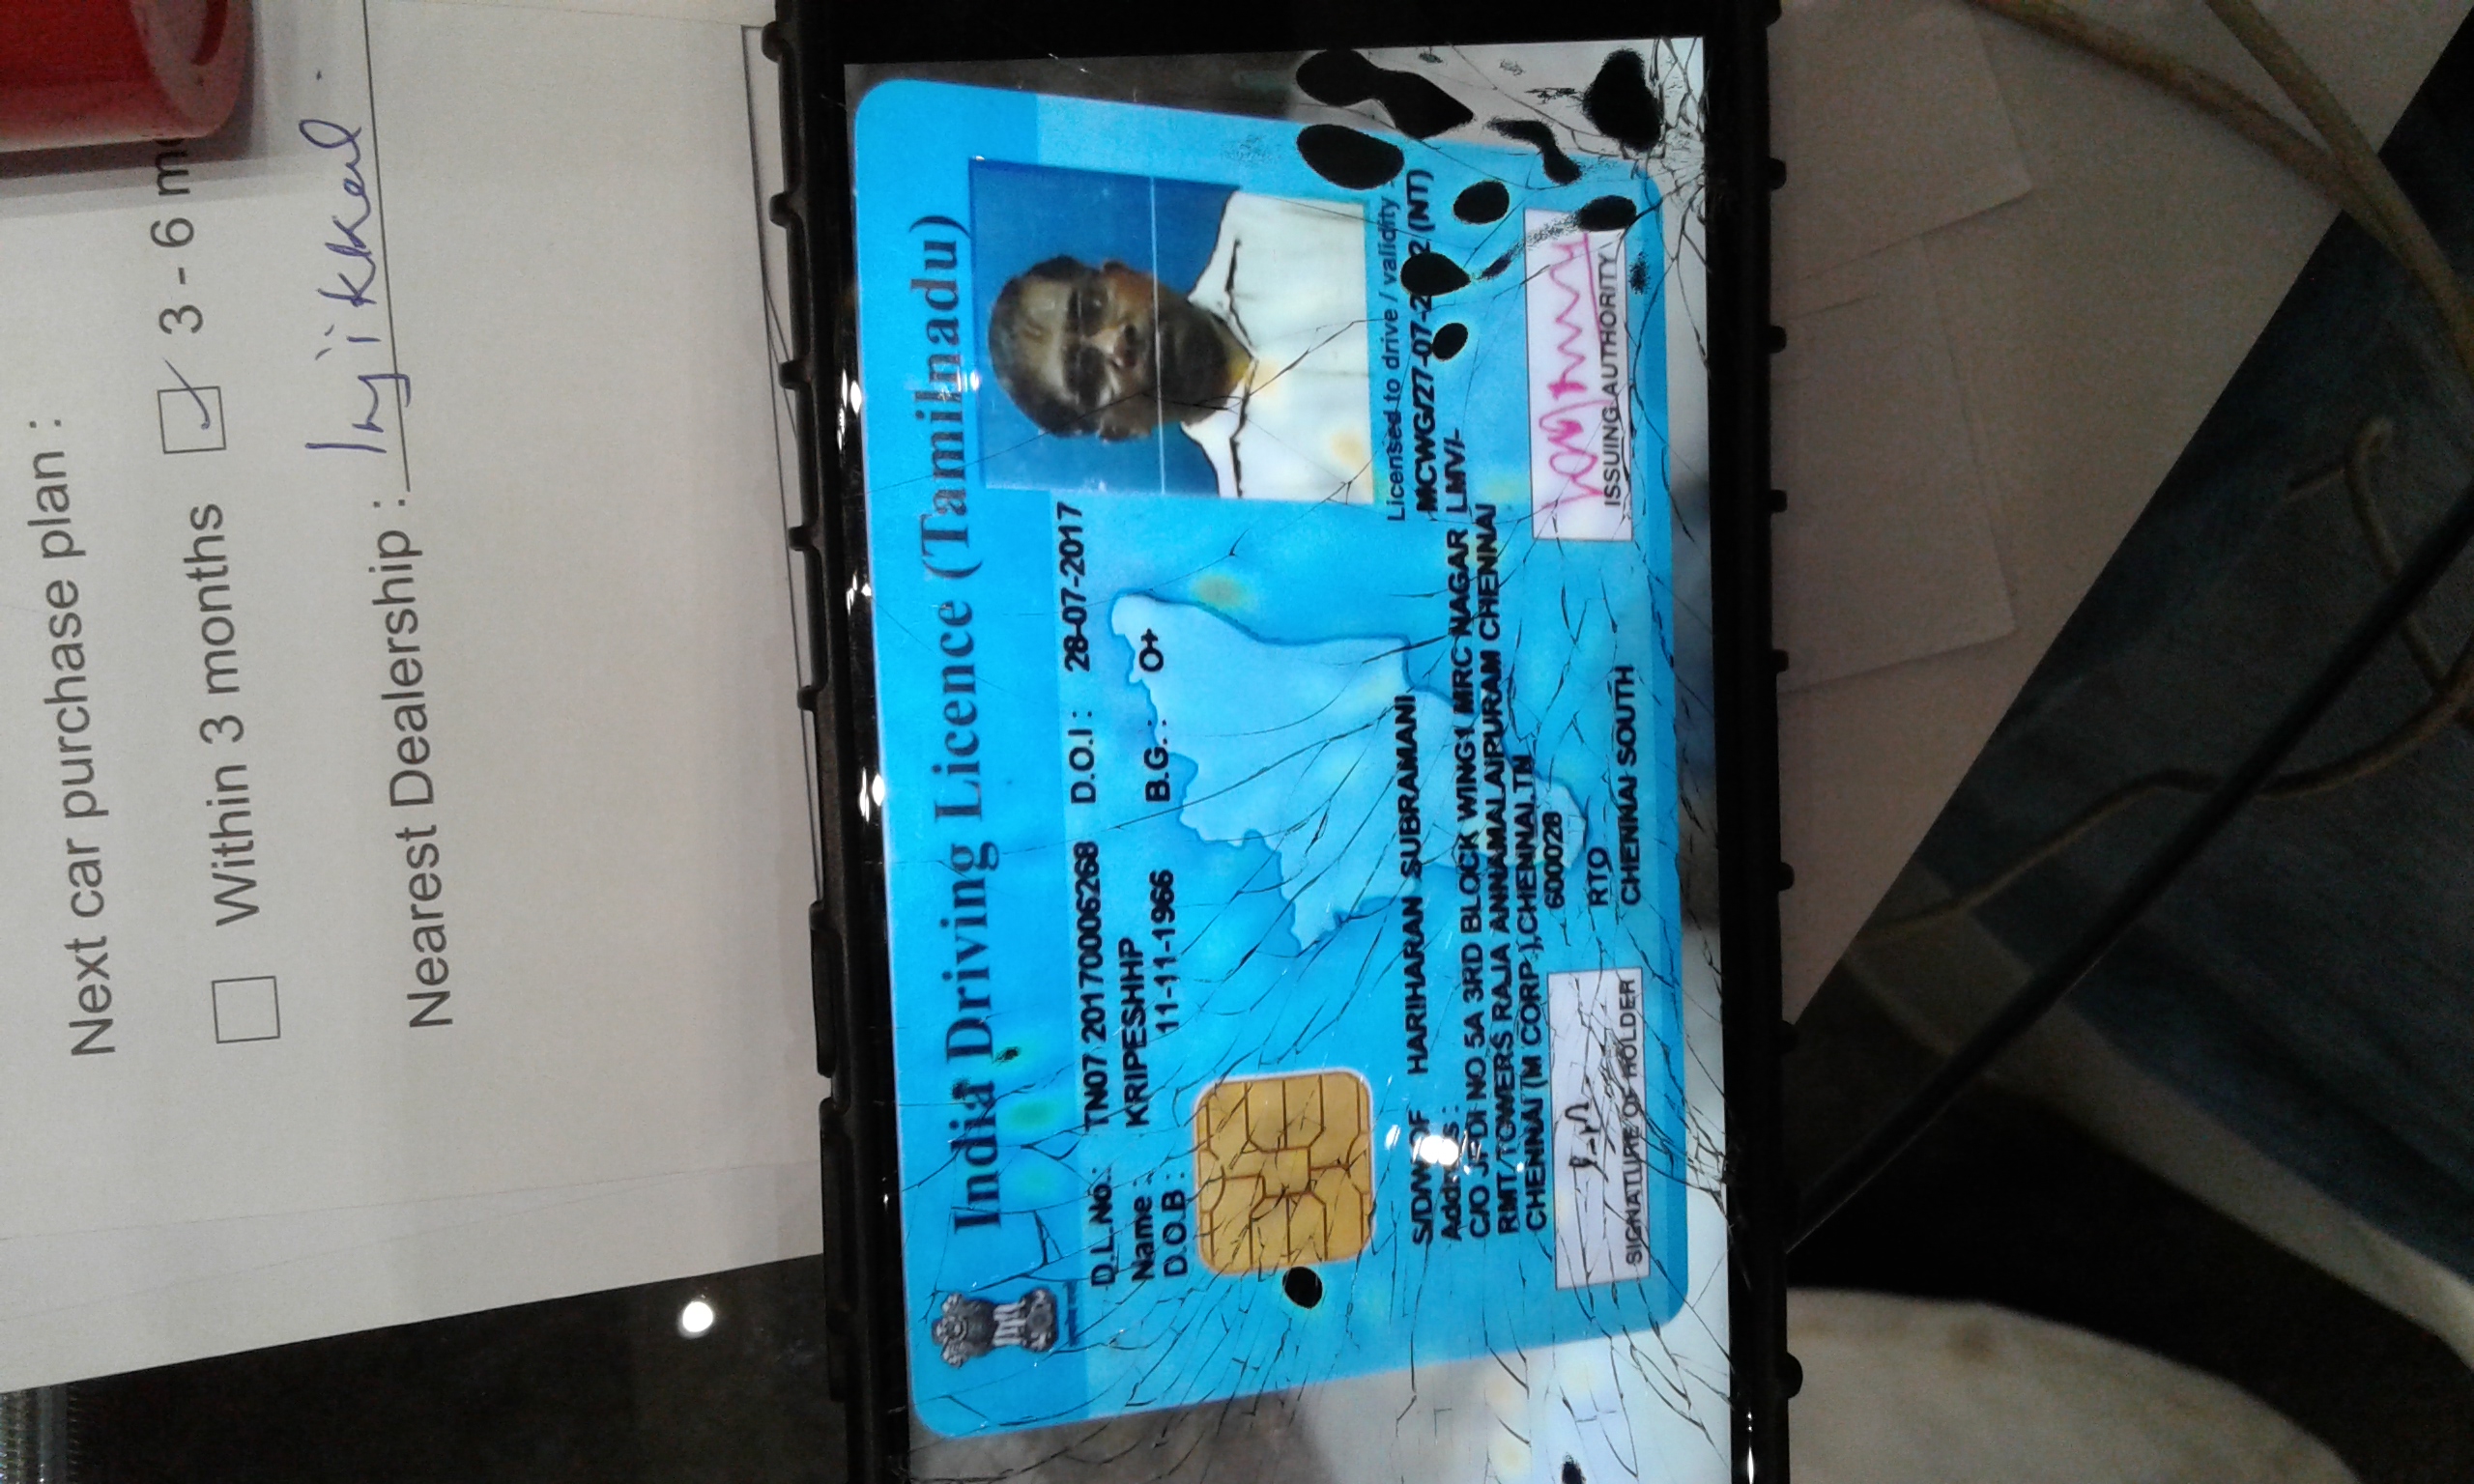 Next car purchase plan :
Within 3 months 3 - 6
Nearest Dealership : Injikkal
India Driving Licence (Tamilnadu)
D.L.No.: TN07 20170006268 D.O.I : 28-07-2017
Name : KRIPESHHP
D.O.B : 11-11-1966 B.G. : O+
S/D/W OF HARIHARAN SUBRAMANI
Licensed to drive / validity :
Address :
MCWG/27-07- (NT)
C/O JFDI NO 5A 3RD BLOCK WING1 MRC NAGAR LMV/-
RMT/TOWERS RAJA ANNAMALAIPURAM CHENNAI
CHENNAI (M CORP.),CHENNAI,TN
600028
RTO
CHENNAI SOUTH
SIGNATURE OF HOLDER
ISSUING AUTHORITY